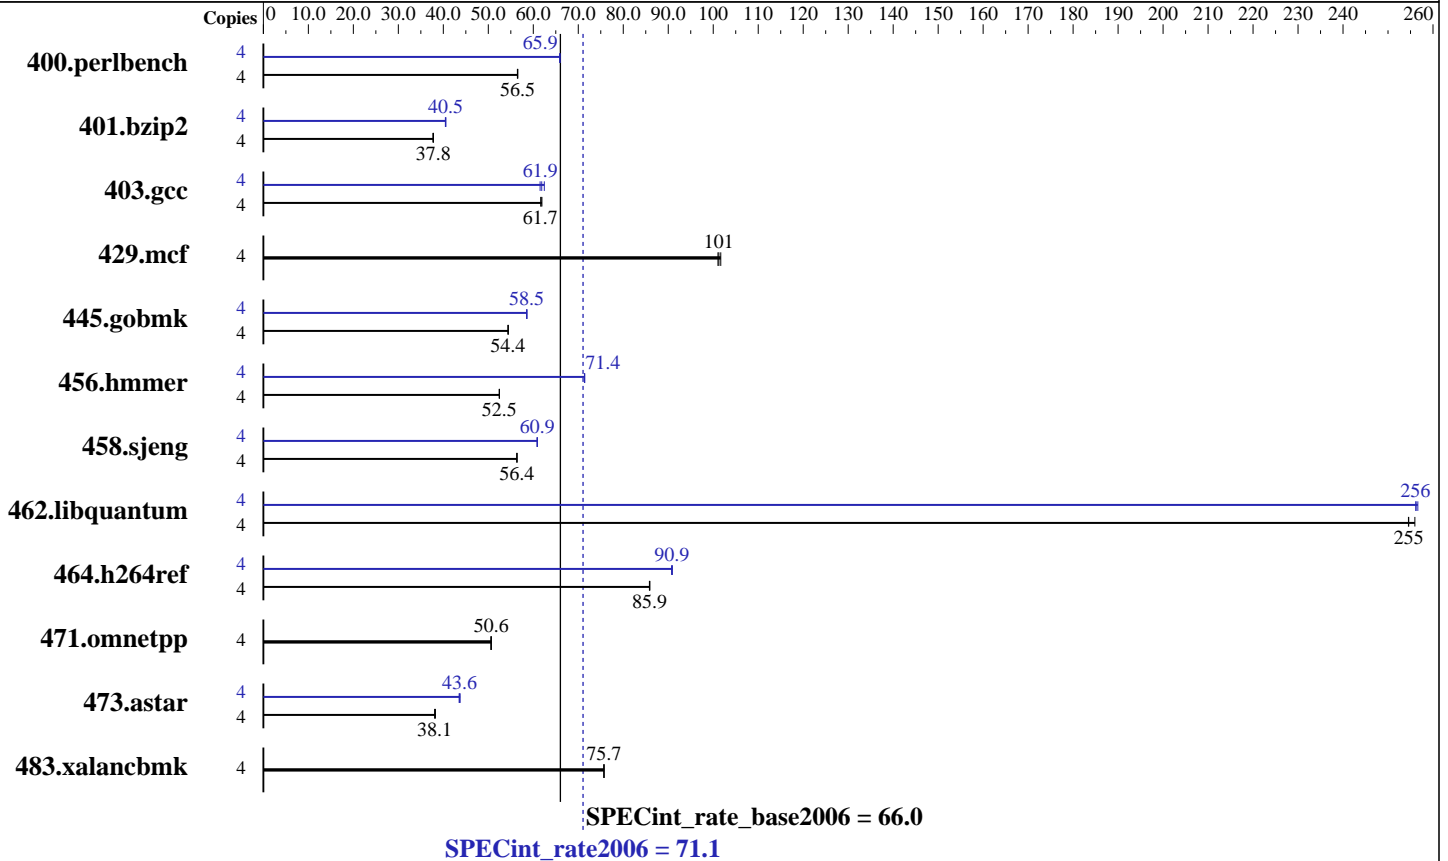 Copies 0 10.0 20.0 30.0 40.0 50.0 60.0 70.0 80.0 90.0 100 110 120 130 140 150 160 170 180 190 200 210 220 230 240 260
400.perlbench 4 65.9
4 56.5
401.bzip2 4 40.5
4 37.8
403.gcc 4 61.9
4 61.7
429.mcf 4 101
445.gobmk 4 58.5
4 54.4
456.hmmer 4 71.4
4 52.5
458.sjeng 4 60.9
4 56.4
462.libquantum 4 256
4 255
464.h264ref 4 90.9
4 85.9
471.omnetpp 4 50.6
473.astar 4 43.6
4 38.1
483.xalancbmk 4 75.7
SPECint_rate_base2006 = 66.0
SPECint_rate2006 = 71.1